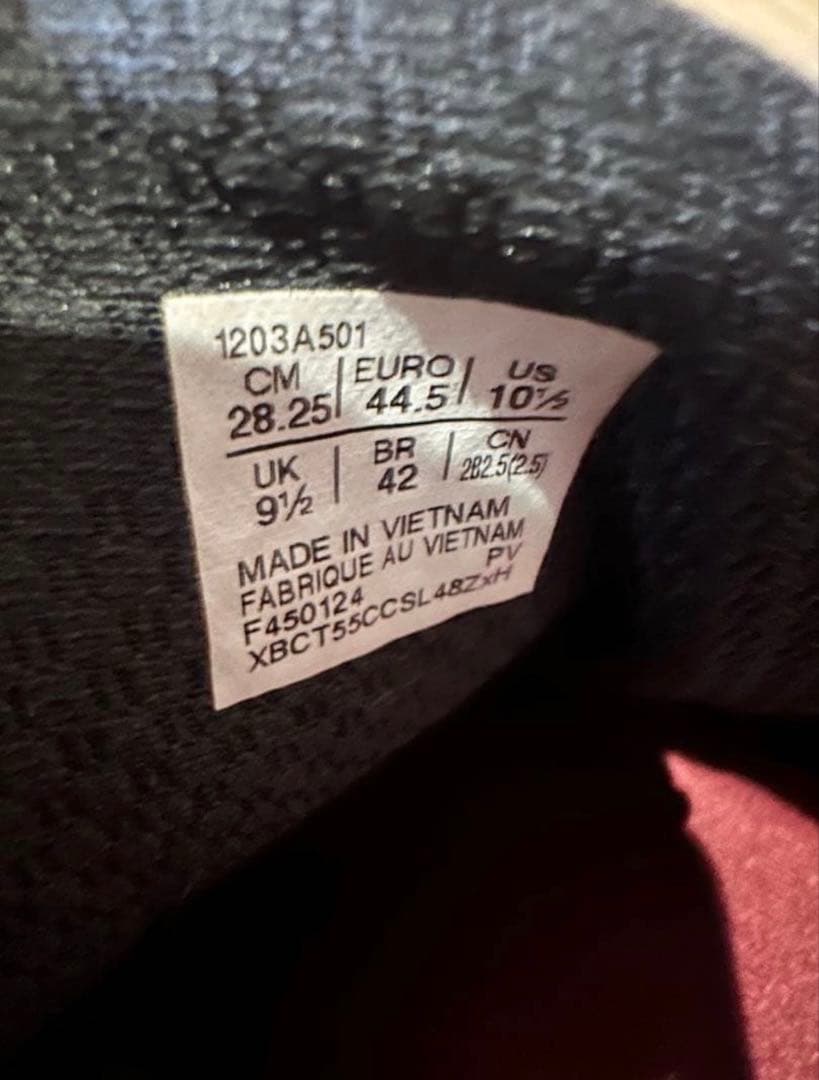 1203A501
CM | EURO | US
28.25 | 44.5 | 10½
UK | BR | CN
9½ | 42 | 282.5(2.5)
MADE IN VIETNAM
FABRIQUE AU VIETNAM
F450124 PV
XBCT55CCSL48ZxH